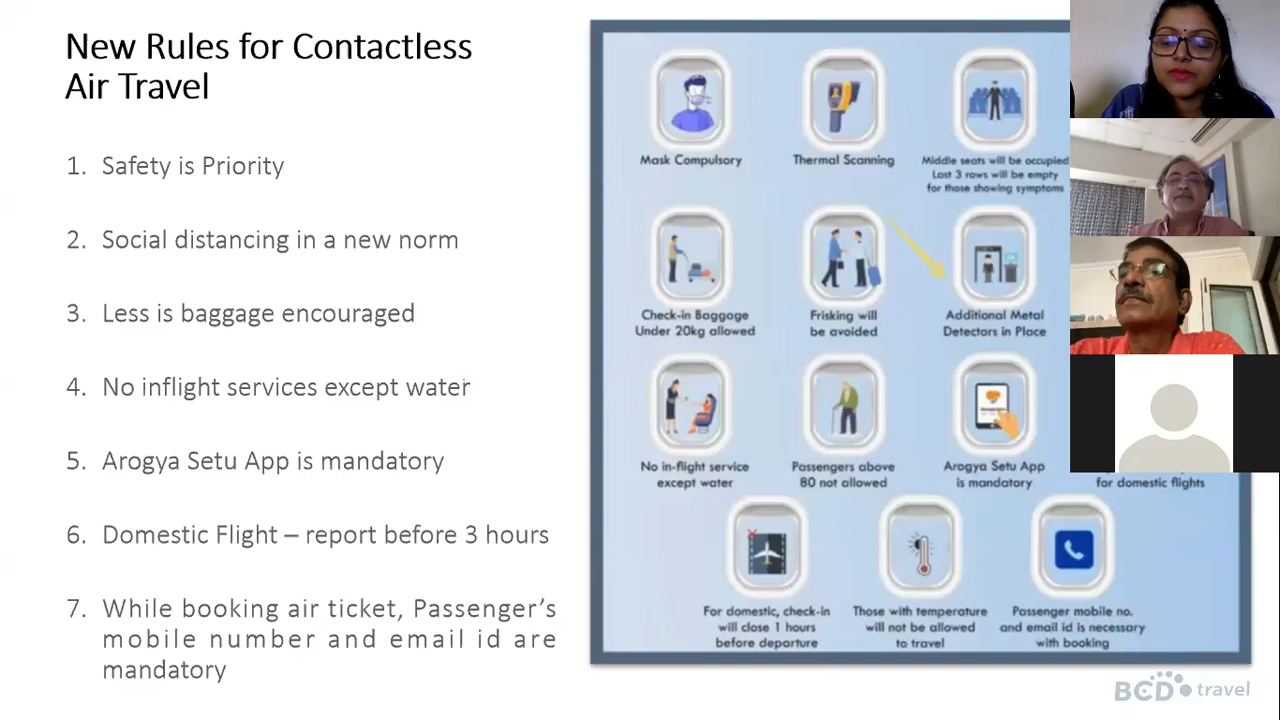 New Rules for Contactless
Air Travel
1. Safety is Priority
2. Social distancing in a new norm
3. Less is baggage encouraged
4. No inflight services except water
5. Arogya Setu App is mandatory
6. Domestic Flight – report before 3 hours
7. While booking air ticket, Passenger's
mobile number and email id are
mandatory
Mask Compulsory
Thermal Scanning
Middle seats will be occupied
Last 3 rows will be empty
for those showing symptoms
Check-in Baggage
Under 20kg allowed
Frisking will
be avoided
Additional Metal
Detectors in Place
No in-flight service
except water
Passengers above
80 not allowed
Arogya Setu App
is mandatory
for domestic flights
For domestic, check-in
will close 1 hours
before departure
Those with temperature
will not be allowed
to travel
Passenger mobile no.
and email id is necessary
with booking
BCD travel